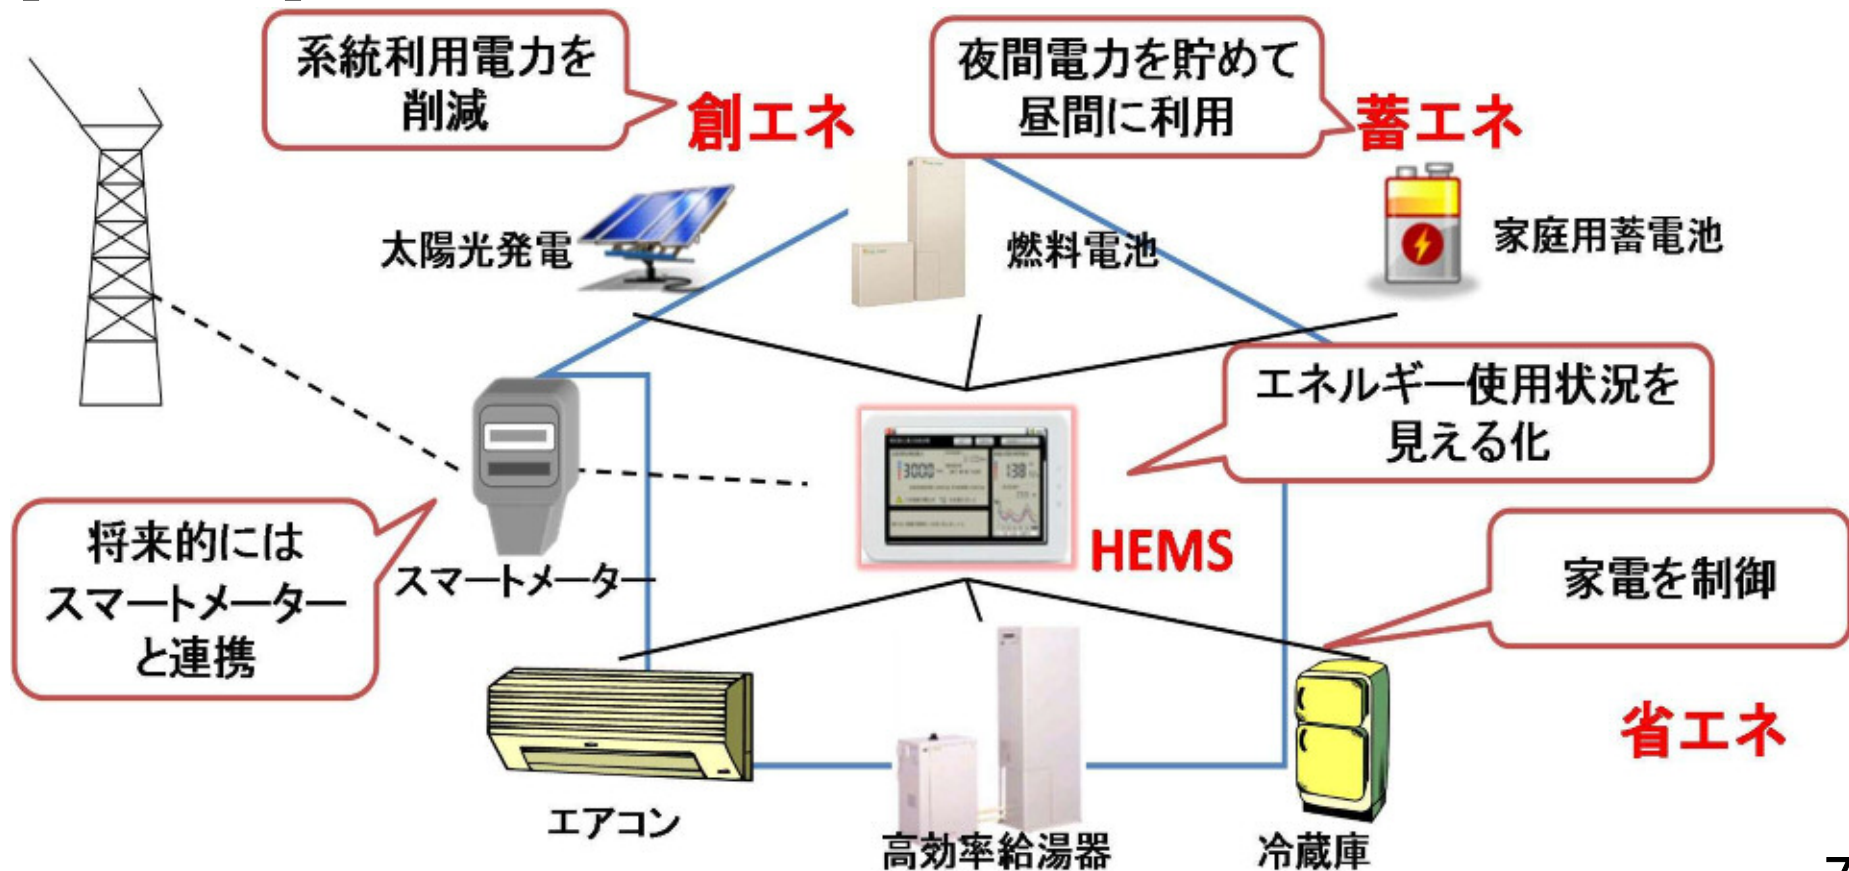 系統利用電力を
削減
創エネ
夜間電力を貯めて
昼間に利用
蓄エネ
太陽光発電
燃料電池
家庭用蓄電池
エネルギー使用状況を
見える化
3000
138
HEMS
将来的には
スマートメーター
と連携
スマートメーター
家電を制御
省エネ
エアコン
高効率給湯器
冷蔵庫